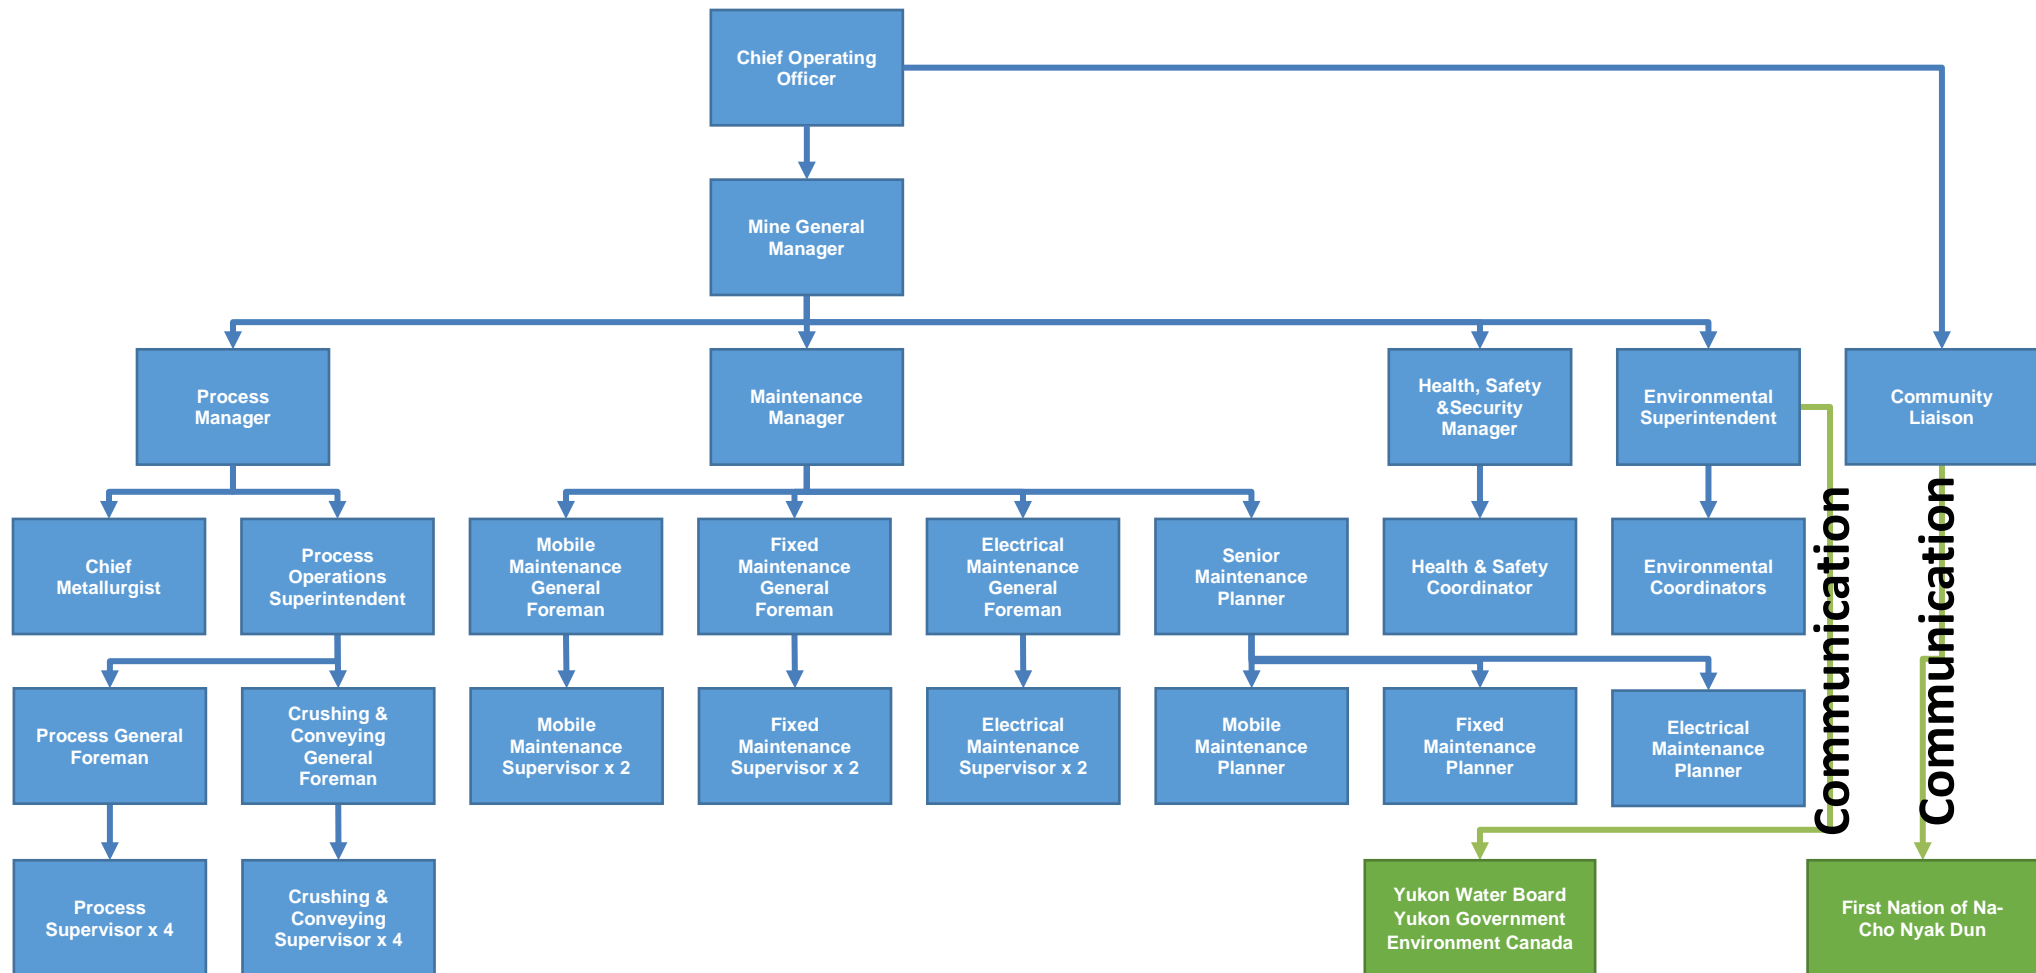 Chief Operating
Officer
Mine General
Manager
Process
Manager
Maintenance
Manager
Health, Safety
&Security
Manager
Environmental
Superintendent
Community
Liaison
Chief
Metallurgist
Process
Operations
Superintendent
Mobile
Maintenance
General
Foreman
Fixed
Maintenance
General
Foreman
Electrical
Maintenance
General
Foreman
Senior
Maintenance
Planner
Health & Safety
Coordinator
Environmental
Coordinators
Communication
Communication
Process General
Foreman
Crushing &
Conveying
General
Foreman
Mobile
Maintenance
Supervisor x 2
Fixed
Maintenance
Supervisor x 2
Electrical
Maintenance
Supervisor x 2
Mobile
Maintenance
Planner
Fixed
Maintenance
Planner
Electrical
Maintenance
Planner
Process
Supervisor x 4
Crushing &
Conveying
Supervisor x 4
Yukon Water Board
Yukon Government
Environment Canada
First Nation of Na-
Cho Nyak Dun